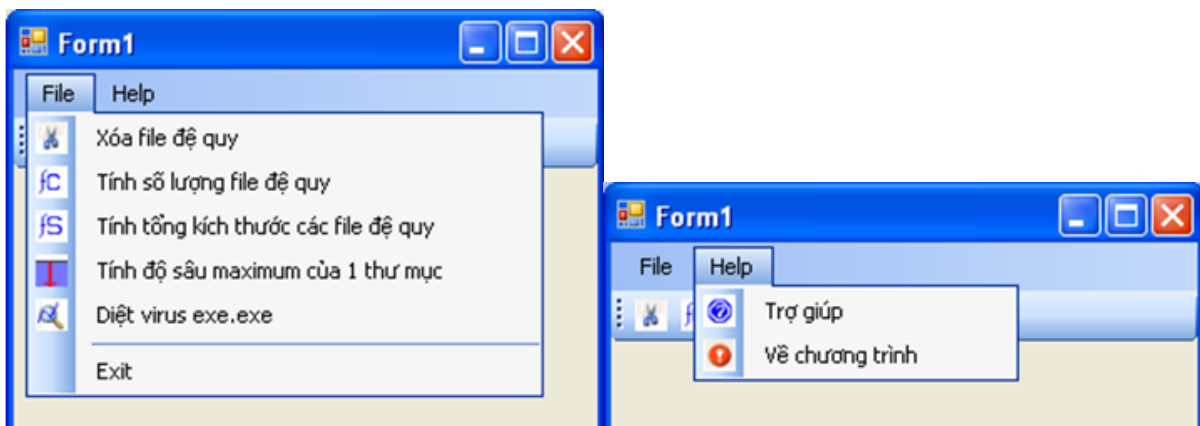 Form1
File Help
Xóa file đệ quy
fC Tính số lượng file đệ quy
fS Tính tổng kích thước các file đệ quy
Tính độ sâu maximum của 1 thư mục
Diệt virus exe.exe
Exit
Form1
File Help
Trợ giúp
Về chương trình